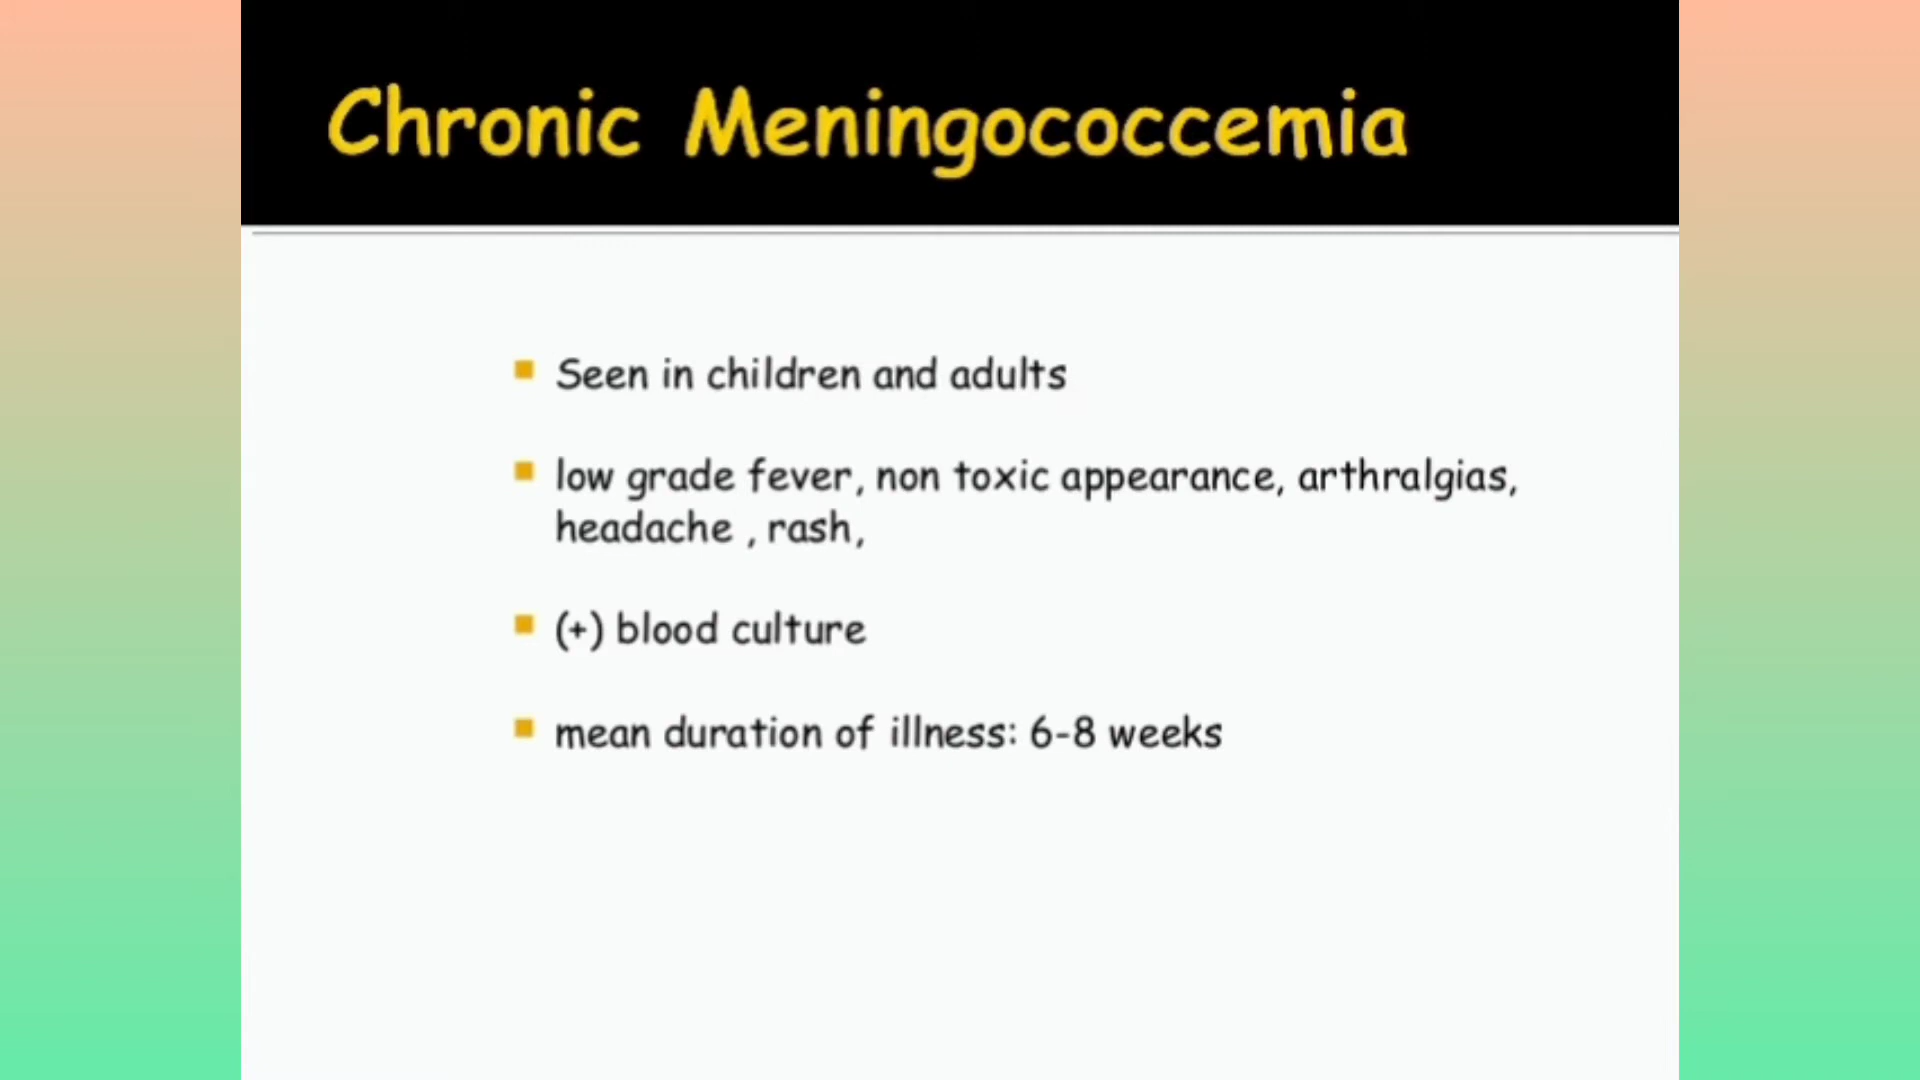 Chronic Meningococcemia
Seen in children and adults
low grade fever, non toxic appearance, arthralgias,
headache , rash,
(+) blood culture
mean duration of illness: 6-8 weeks